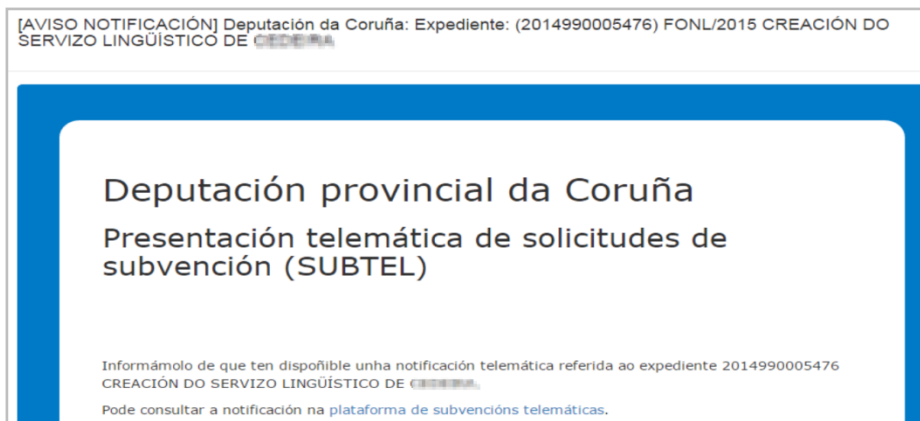 [AVISO NOTIFICACIÓN] Deputación da Coruña: Expediente: (2014990005476) FONL/2015 CREACIÓN DO
SERVIZO LINGÜÍSTICO DE
Deputación provincial da Coruña
Presentación telemática de solicitudes de
subvención (SUBTEL)
Informámolo de que ten dispoñible unha notificación telemática referida ao expediente 2014990005476
CREACIÓN DO SERVIZO LINGÜÍSTICO DE
Pode consultar a notificación na plataforma de subvencións telemáticas.